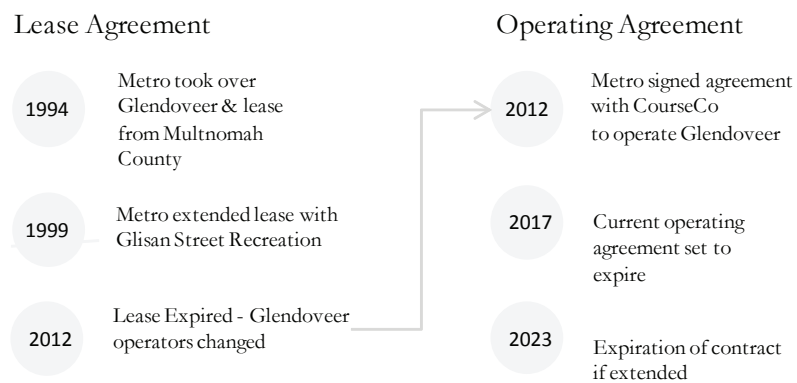 Lease Agreement
1994
Metro took over
Glendoveer & lease
from Multnomah
County
1999
Metro extended lease with
Glisan Street Recreation
2012
Lease Expired - Glendoveer
operators changed
Operating Agreement
2012
Metro signed agreement
with CourseCo
to operate Glendoveer
2017
Current operating
agreement set to
expire
2023
Expiration of contract
if extended